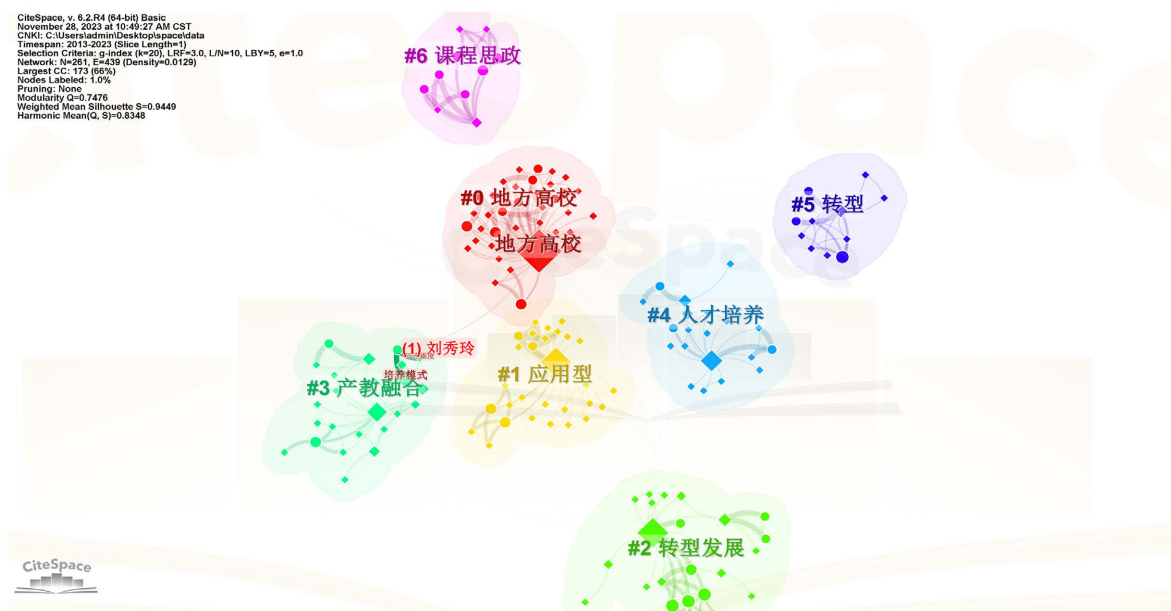 CiteSpace, v. 6.2.R4 (64-bit) Basic
November 28, 2023 at 10:49:27 AM CST
CNKI: C:\Users\admin\Desktop\space\data
Timespan: 2013-2023 (Slice Length=1)
Selection Criteria: g-index (k=20), LRF=3.0, L/N=10, LBY=5, e=1.0
Network: N=261, E=439 (Density=0.0129)
Largest CC: 173 (66%)
Nodes Labeled: 1.0%
Pruning: None
Modularity Q=0.7476
Weighted Mean Silhouette S=0.9449
Harmonic Mean(Q, S)=0.8348
#6 课程思政
#0 地方高校
地方高校
#5 转型
#4 人才培养
(1) 刘秀玲
培养模式
#3 产教融合
#1 应用型
#2 转型发展
CiteSpace
CiteSpace
CiteSpace